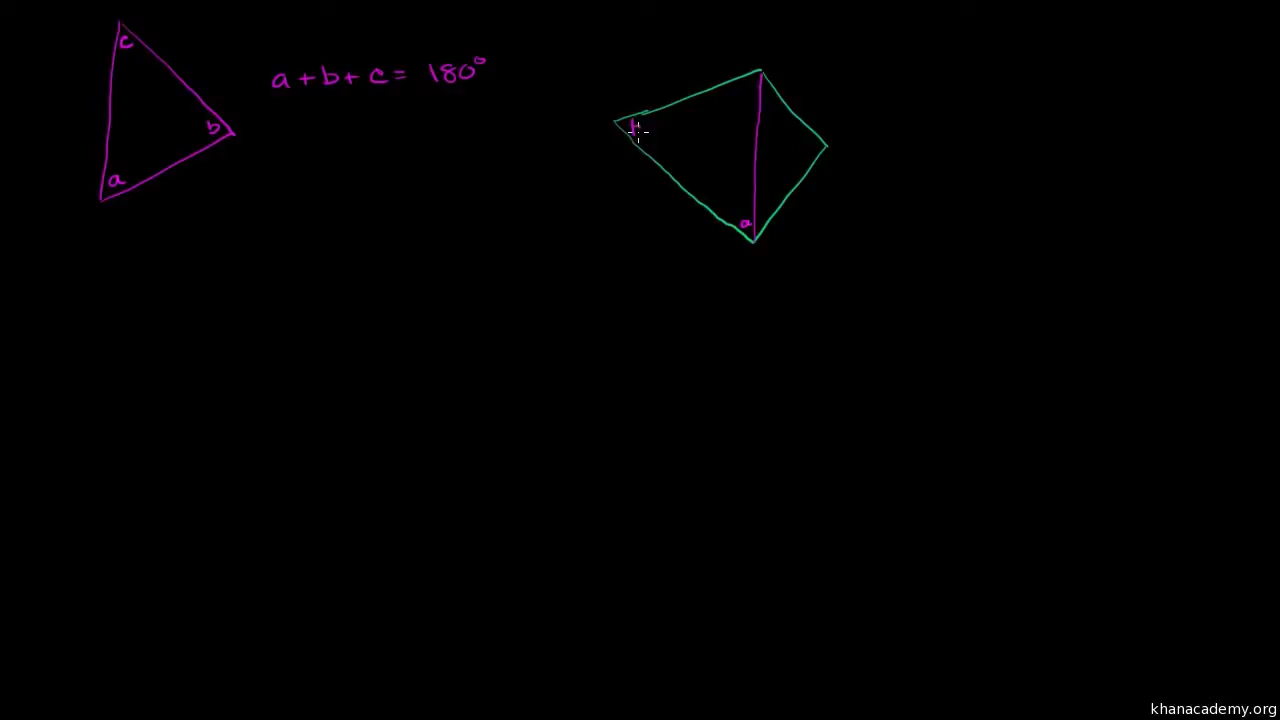 c
a + b + c = 180°
b
a
a
khanacademy.org